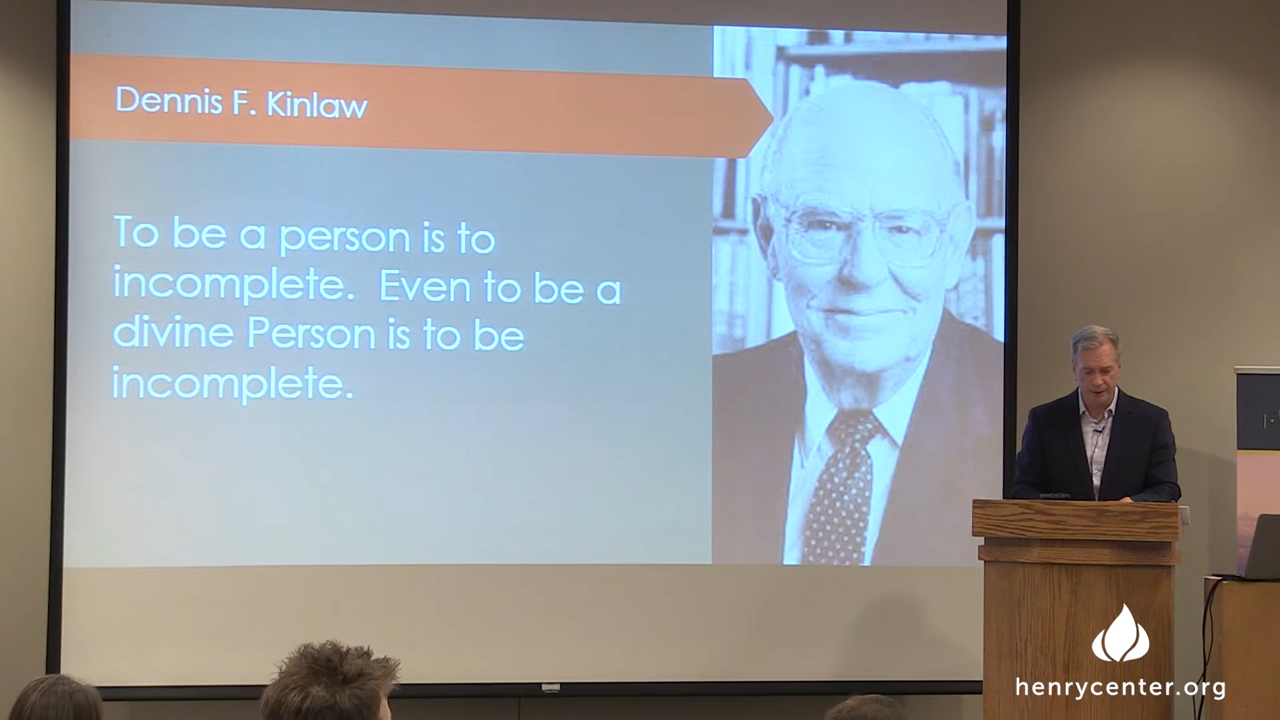 Dennis F. Kinlaw
To be a person is to
incomplete. Even to be a
divine Person is to be
incomplete.
henrycenter.org